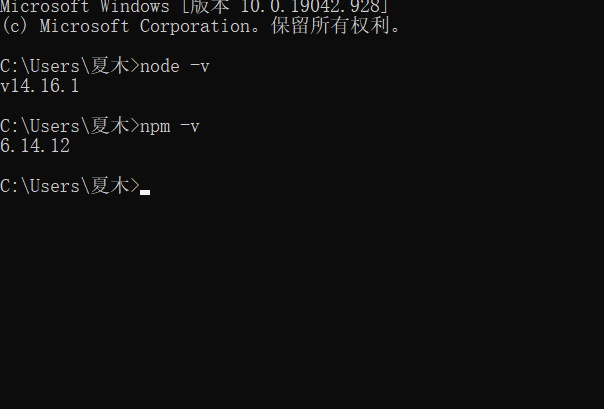 Microsoft Windows [版本 10.0.19042.928]
(c) Microsoft Corporation。保留所有权利。
C:\Users\夏木>node -v
v14.16.1
C:\Users\夏木>npm -v
6.14.12
C:\Users\夏木>